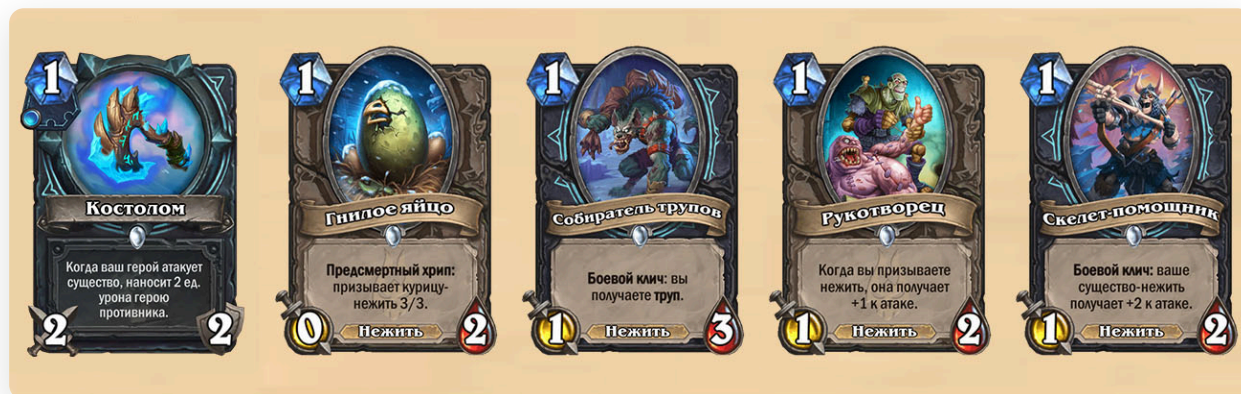 1
Костолом
Когда ваш герой атакует
существо, наносит 2 ед.
урона герою
противника.
2
2
1
Гнилое яйцо
Предсмертный хрип:
призывает курицу-
нежить 3/3.
0
Нежить
2
1
Собиратель трупов
Боевой клич: вы
получаете труп.
1
Нежить
3
1
Рукотворец
Когда вы призываете
нежить, она получает
+1 к атаке.
1
Нежить
2
1
Скелет-помощник
Боевой клич: ваше
существо-нежить
получает +2 к атаке.
1
Нежить
2